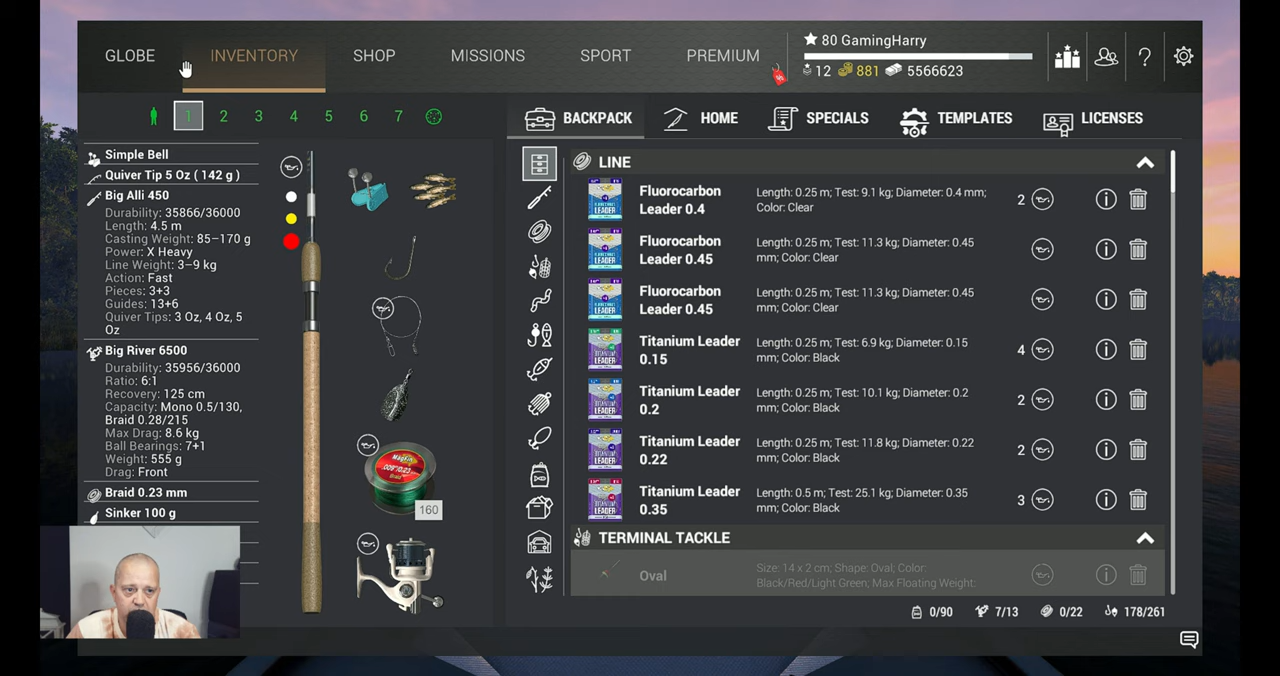 GLOBE
INVENTORY
SHOP
MISSIONS
SPORT
PREMIUM
80 GamingHarry
12 881 5566623
1 2 3 4 5 6 7
BACKPACK
HOME
SPECIALS
TEMPLATES
LICENSES
Simple Bell
Quiver Tip 5 Oz ( 142 g )
Big Alli 450
Durability: 35866/36000
Length: 4.5 m
Casting Weight: 85–170 g
Power: X Heavy
Line Weight: 3–9 kg
Action: Fast
Pieces: 3+3
Guides: 13+6
Quiver Tips: 3 Oz, 4 Oz, 5
Oz
Big River 6500
Durability: 35956/36000
Ratio: 6:1
Recovery: 125 cm
Capacity: Mono 0.5/130,
Braid 0.28/215
Max Drag: 8.6 kg
Ball Bearings: 7+1
Weight: 555 g
Drag: Front
Braid 0.23 mm
Sinker 100 g
160
LINE
Fluorocarbon
Leader 0.4
Length: 0.25 m; Test: 9.1 kg; Diameter: 0.4 mm;
Color: Clear
2
Fluorocarbon
Leader 0.45
Length: 0.25 m; Test: 11.3 kg; Diameter: 0.45
mm; Color: Clear
Fluorocarbon
Leader 0.45
Length: 0.25 m; Test: 11.3 kg; Diameter: 0.45
mm; Color: Clear
Titanium Leader
0.15
Length: 0.25 m; Test: 6.9 kg; Diameter: 0.15
mm; Color: Black
4
Titanium Leader
0.2
Length: 0.25 m; Test: 10.1 kg; Diameter: 0.2
mm; Color: Black
2
Titanium Leader
0.22
Length: 0.25 m; Test: 11.8 kg; Diameter: 0.22
mm; Color: Black
2
Titanium Leader
0.35
Length: 0.5 m; Test: 25.1 kg; Diameter: 0.35
mm; Color: Black
3
TERMINAL TACKLE
Oval
Size: 14 x 2 cm; Shape: Oval; Color:
Black/Red/Light Green; Max Floating Weight:
0/90 7/13 0/22 178/261